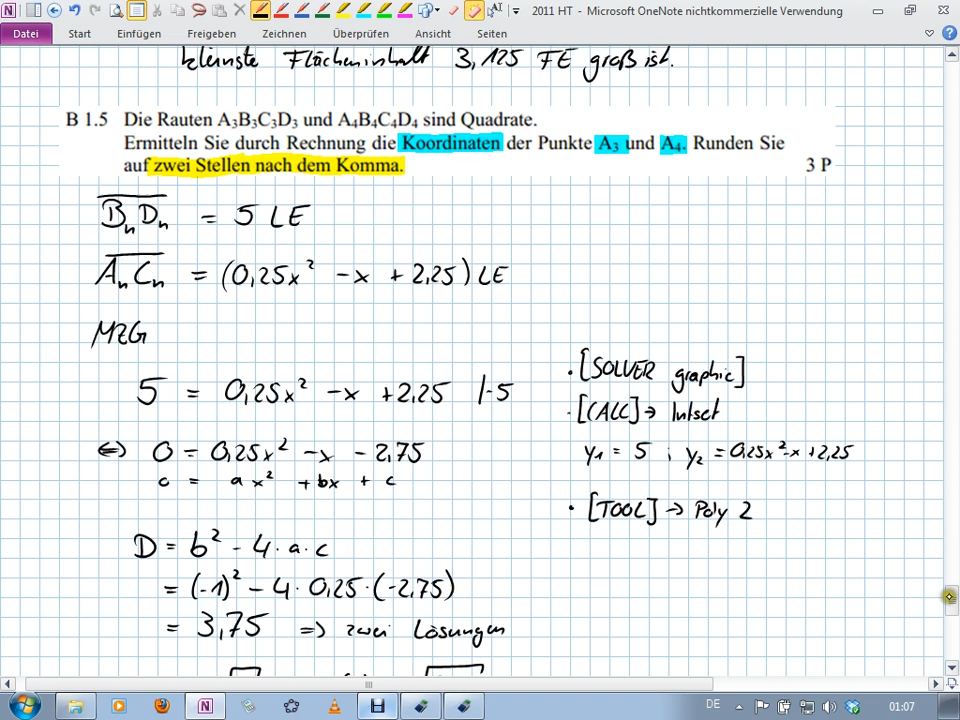 2011 HT - Microsoft OneNote nichtkommerzielle Verwendung
Datei Start Einfügen Freigeben Zeichnen Überprüfen Ansicht Seiten
kleinste Flächeninhalt 3,125 FE groß ist.
B 1.5 Die Rauten A₃B₃C₃D₃ und A₄B₄C₄D₄ sind Quadrate.
Ermitteln Sie durch Rechnung die Koordinaten der Punkte A₃ und A₄. Runden Sie
auf zwei Stellen nach dem Komma. 3 P
BₙDₙ = 5 LE
AₙCₙ = (0,25x² - x + 2,25) LE
MZG
5 = 0,25x² - x + 2,25 |-5
⇔ 0 = 0,25x² - x - 2,75
c = ax² + bx + c
D = b² - 4·a·c
= (-1)² - 4·0,25·(-2,75)
= 3,75 ⇒ zwei Lösungen
· [SOLVER graphic]
· [CALC] → Intset
y₁ = 5 ; y₂ = 0,25x²-x+2,25
· [TOOL] → Poly 2
DE 01:07